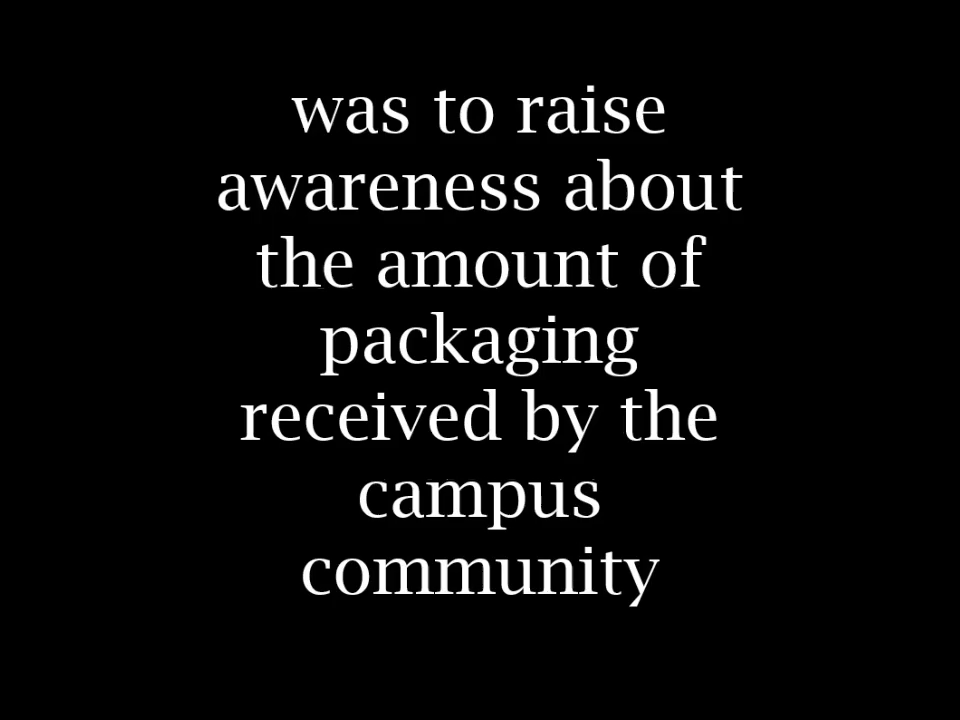 was to raise
awareness about
the amount of
packaging
received by the
campus
community